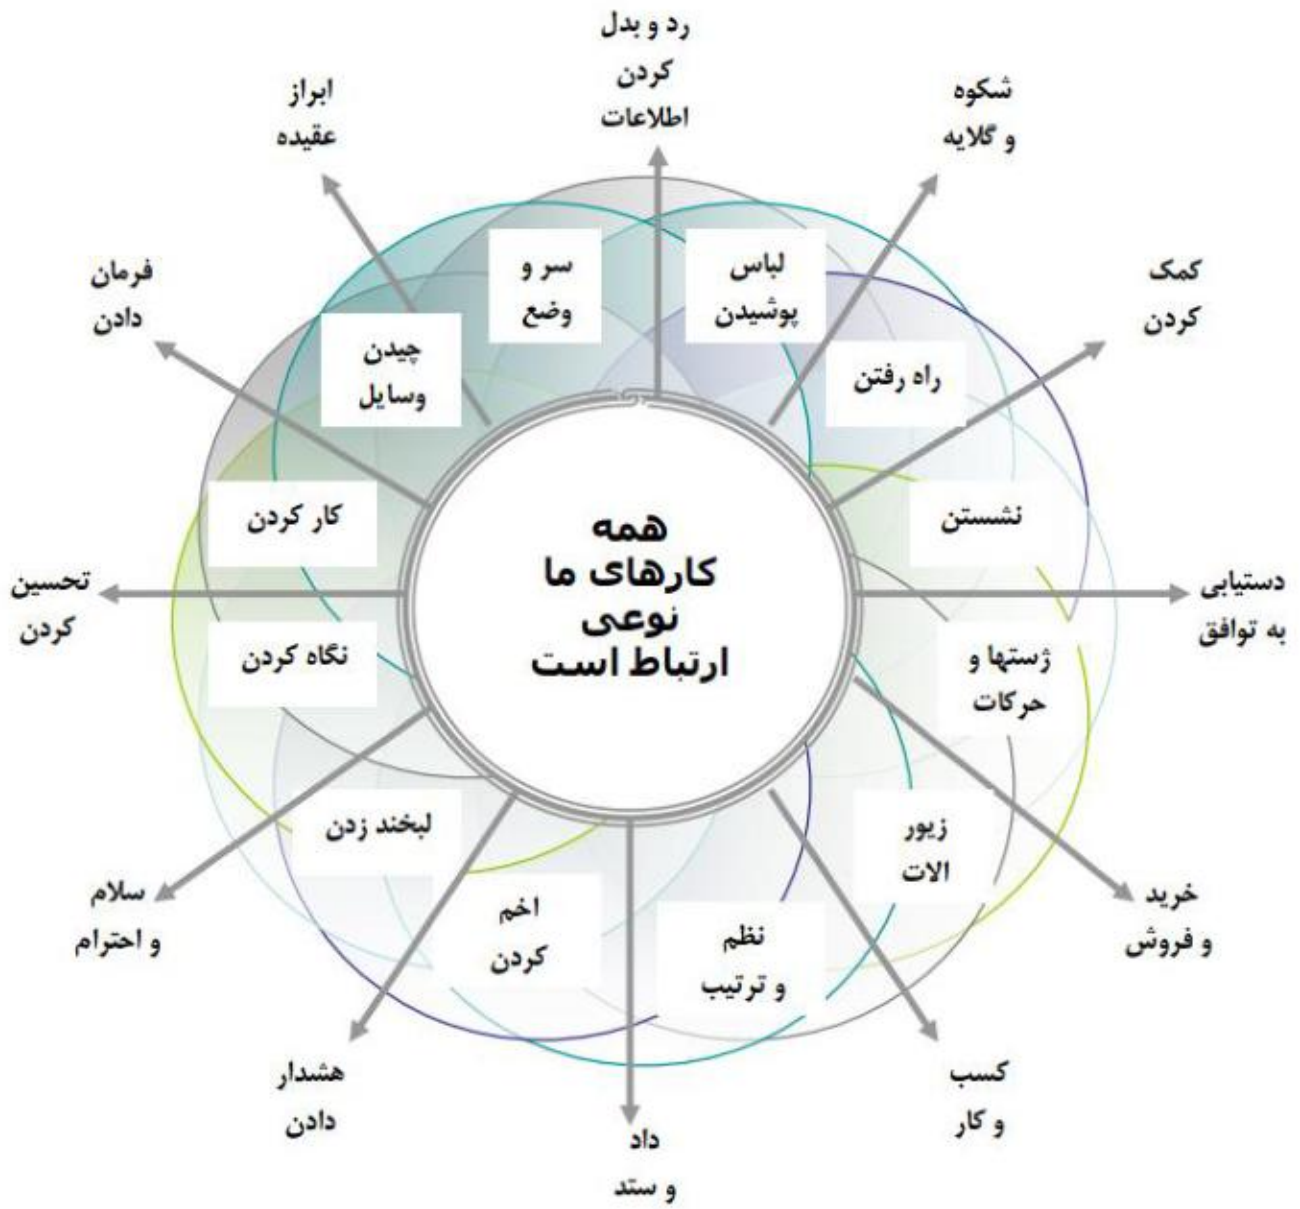 رد و بدل
کردن
اطلاعات
شکوه
و گلایه
کمک
کردن
دستیابی
به توافق
خرید
و فروش
کسب
و کار
داد
و ستد
هشدار
دادن
سلام
و احترام
تحسین
کردن
فرمان
دادن
ابراز
عقیده
سر و
وضع
لباس
پوشیدن
راه رفتن
نشستن
ژستها و
حرکات
زیور
الات
نظم
و ترتیب
اخم
کردن
لبخند زدن
نگاه کردن
کار کردن
چیدن
وسایل
همه
کارهای ما
نوعی
ارتباط است